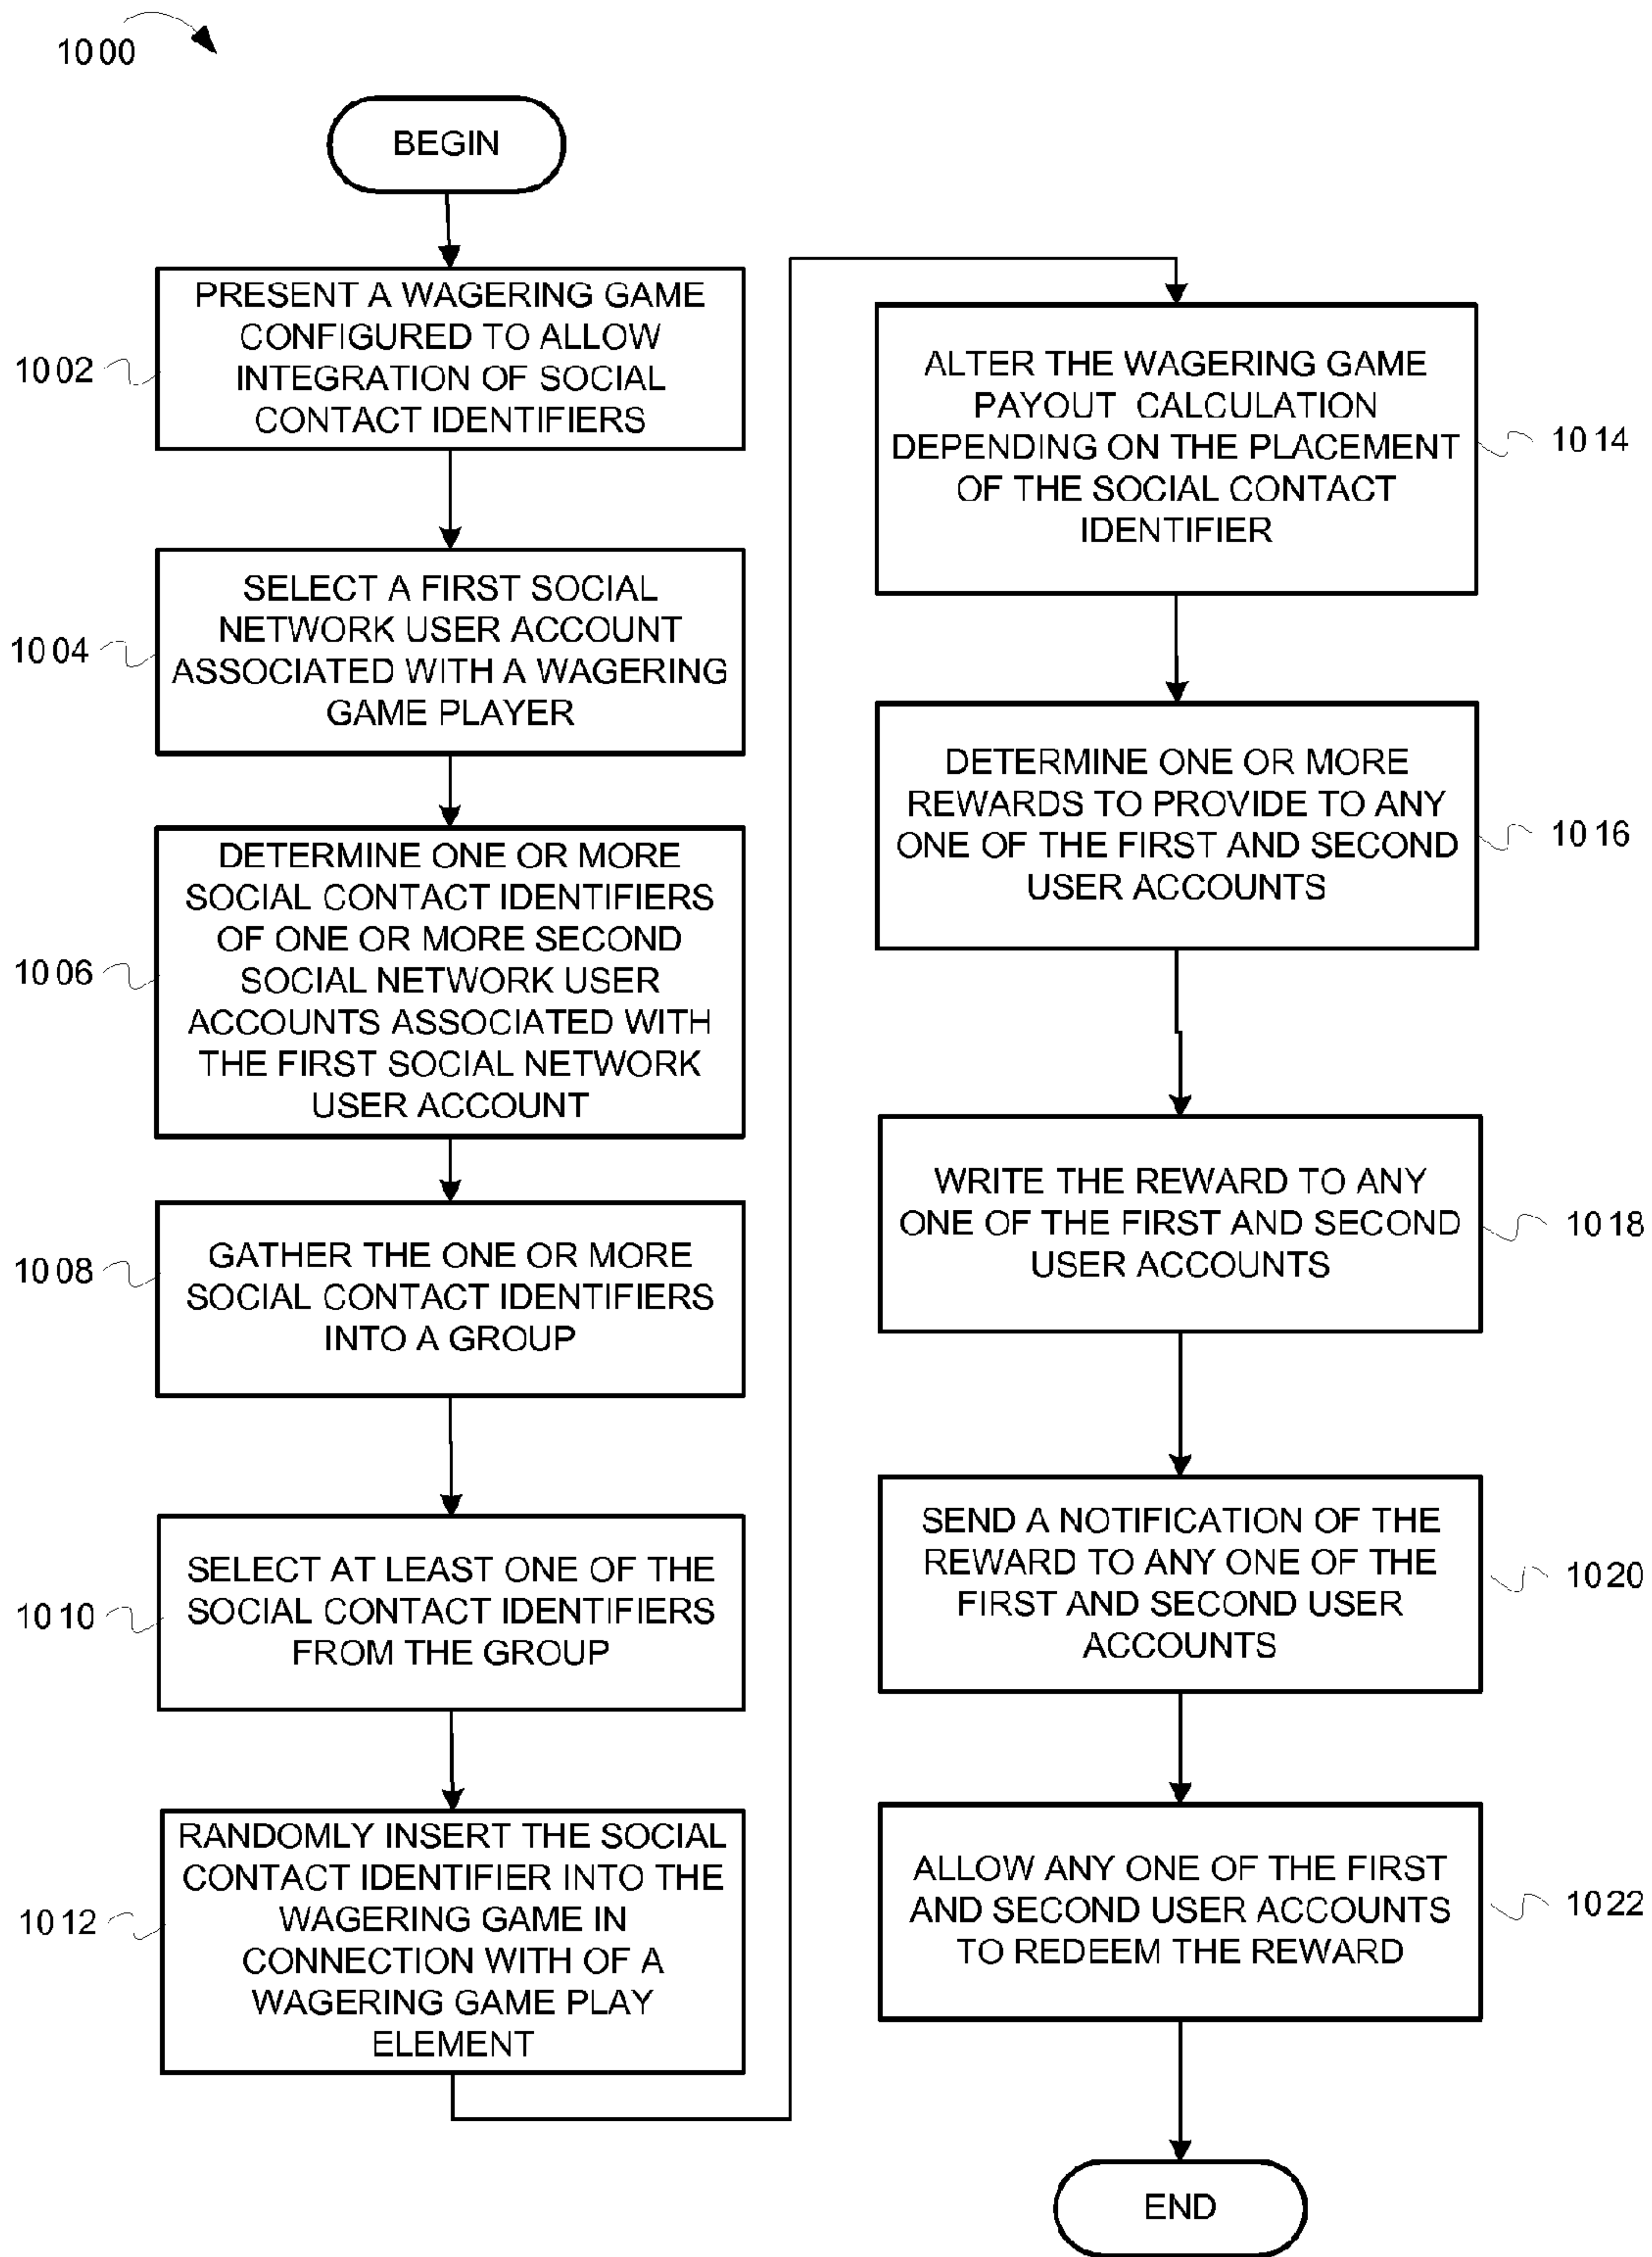 1000
BEGIN
1002
PRESENT A WAGERING GAME
CONFIGURED TO ALLOW
INTEGRATION OF SOCIAL
CONTACT IDENTIFIERS
1004
SELECT A FIRST SOCIAL
NETWORK USER ACCOUNT
ASSOCIATED WITH A WAGERING
GAME PLAYER
1006
DETERMINE ONE OR MORE
SOCIAL CONTACT IDENTIFIERS
OF ONE OR MORE SECOND
SOCIAL NETWORK USER
ACCOUNTS ASSOCIATED WITH
THE FIRST SOCIAL NETWORK
USER ACCOUNT
1008
GATHER THE ONE OR MORE
SOCIAL CONTACT IDENTIFIERS
INTO A GROUP
1010
SELECT AT LEAST ONE OF THE
SOCIAL CONTACT IDENTIFIERS
FROM THE GROUP
1012
RANDOMLY INSERT THE SOCIAL
CONTACT IDENTIFIER INTO THE
WAGERING GAME IN
CONNECTION WITH OF A
WAGERING GAME PLAY
ELEMENT
ALTER THE WAGERING GAME
PAYOUT CALCULATION
DEPENDING ON THE PLACEMENT
OF THE SOCIAL CONTACT
IDENTIFIER
1014
DETERMINE ONE OR MORE
REWARDS TO PROVIDE TO ANY
ONE OF THE FIRST AND SECOND
USER ACCOUNTS
1016
WRITE THE REWARD TO ANY
ONE OF THE FIRST AND SECOND
USER ACCOUNTS
1018
SEND A NOTIFICATION OF THE
REWARD TO ANY ONE OF THE
FIRST AND SECOND USER
ACCOUNTS
1020
ALLOW ANY ONE OF THE FIRST
AND SECOND USER ACCOUNTS
TO REDEEM THE REWARD
1022
END